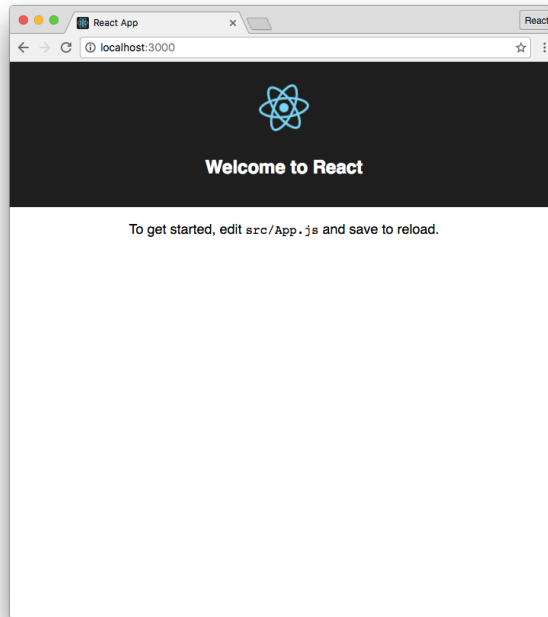 React App
React
localhost:3000
Welcome to React
To get started, edit src/App.js and save to reload.